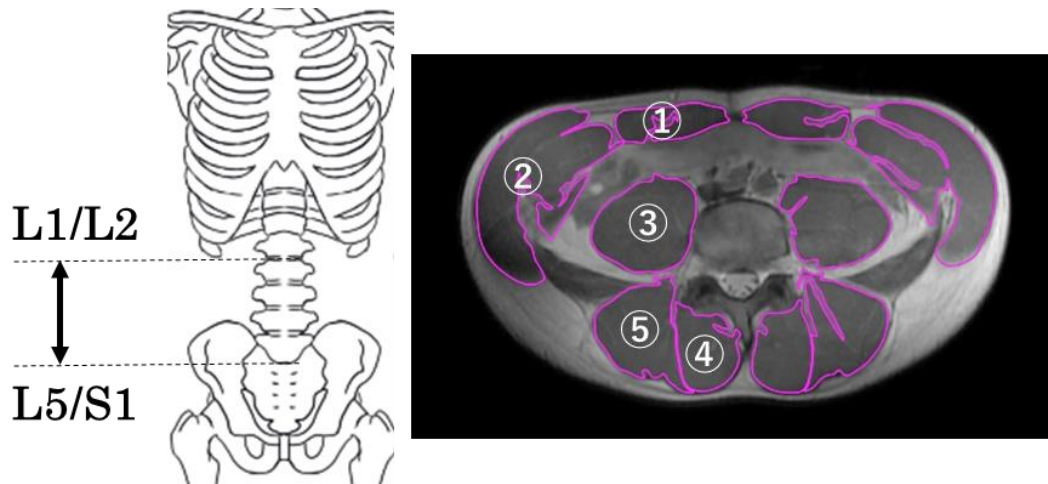 L1/L2
L5/S1
①
②
③
⑤
④